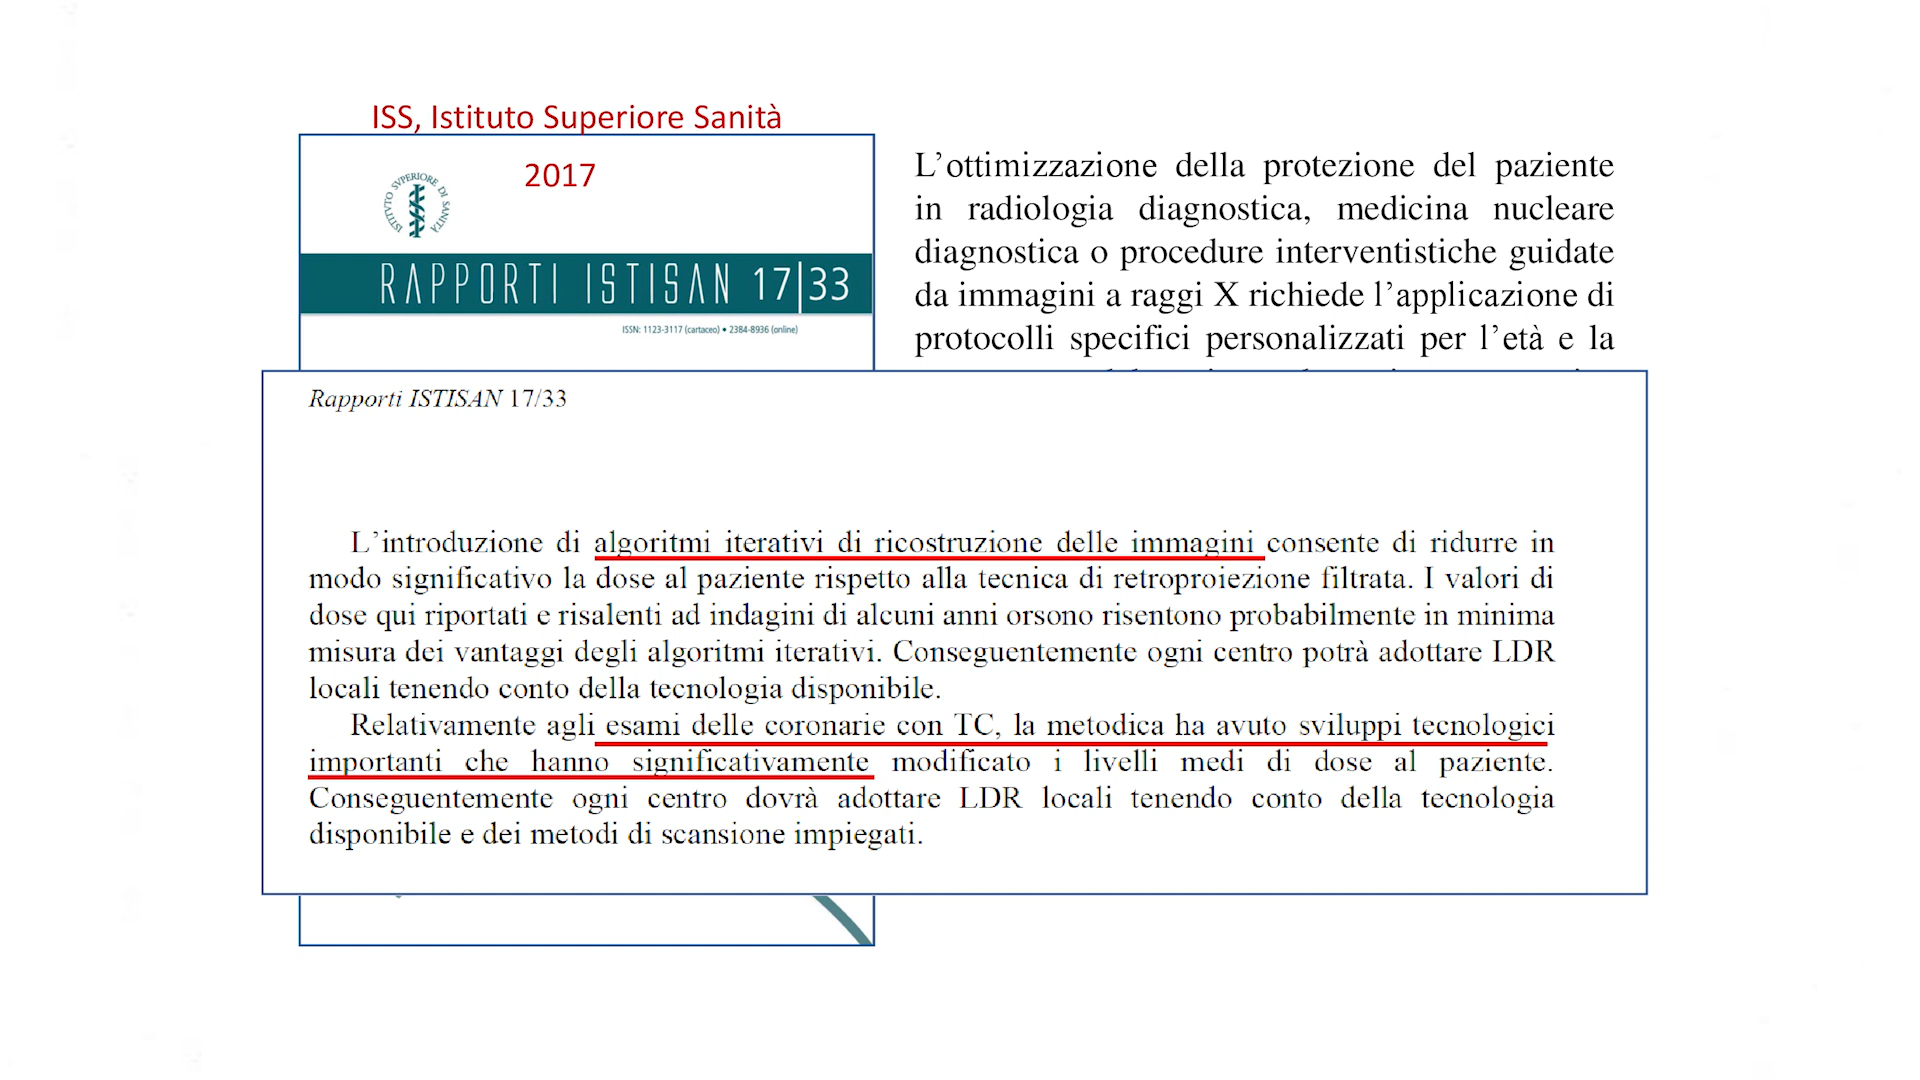 ISS, Istituto Superiore Sanità
2017
ISTITUTO SUPERIORE DI SANITÀ
RAPPORTI ISTISAN 17|33
ISSN: 1123-3117 (cartaceo) • 2384-8936 (online)
L’ottimizzazione della protezione del paziente
in radiologia diagnostica, medicina nucleare
diagnostica o procedure interventistiche guidate
da immagini a raggi X richiede l’applicazione di
protocolli specifici personalizzati per l’età e la
Rapporti ISTISAN 17/33
L’introduzione di algoritmi iterativi di ricostruzione delle immagini consente di ridurre in
modo significativo la dose al paziente rispetto alla tecnica di retroproiezione filtrata. I valori di
dose qui riportati e risalenti ad indagini di alcuni anni orsono risentono probabilmente in minima
misura dei vantaggi degli algoritmi iterativi. Conseguentemente ogni centro potrà adottare LDR
locali tenendo conto della tecnologia disponibile.
Relativamente agli esami delle coronarie con TC, la metodica ha avuto sviluppi tecnologici
importanti che hanno significativamente modificato i livelli medi di dose al paziente.
Conseguentemente ogni centro dovrà adottare LDR locali tenendo conto della tecnologia
disponibile e dei metodi di scansione impiegati.